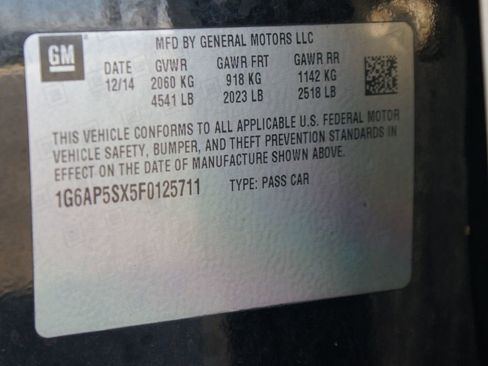 GM
MFD BY GENERAL MOTORS LLC
DATE GVWR GAWR FRT GAWR RR
12/14 2060 KG 918 KG 1142 KG
4541 LB 2023 LB 2518 LB
THIS VEHICLE CONFORMS TO ALL APPLICABLE U.S. FEDERAL MOTOR
VEHICLE SAFETY, BUMPER, AND THEFT PREVENTION STANDARDS IN
EFFECT ON THE DATE OF MANUFACTURE SHOWN ABOVE.
1G6AP5SX5F0125711 TYPE: PASS CAR